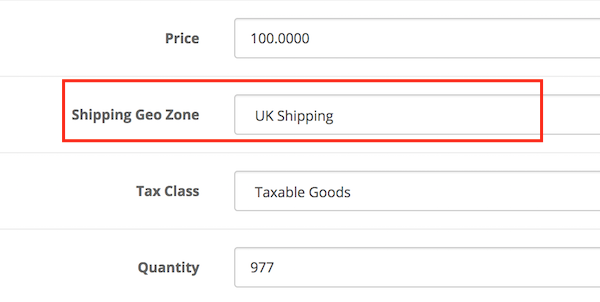 Price 100.0000
Shipping Geo Zone UK Shipping
Tax Class Taxable Goods
Quantity 977